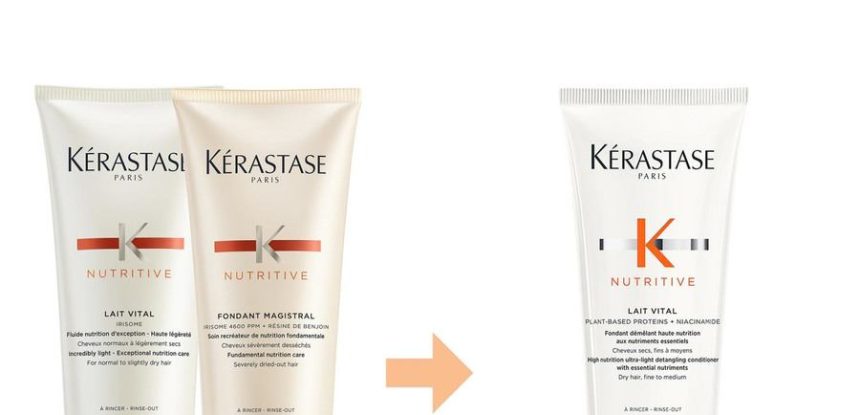 KÉRASTASE
PARIS
K
NUTRITIVE
LAIT VITAL
IRISOME
Fluide nutrition d'exception - Haute légéreté
Cheveux normaux à légèrement secs
Incredibly light - Exceptional nutrition care
For normal to slightly dry hair
À RINCER - RINSE-OUT
KÉRASTASE
PARIS
K
NUTRITIVE
FONDANT MAGISTRAL
IRISOME 4600 PPM + RÉSINE DE BENJOIN
Soin recréateur de nutrition fondamentale
Cheveux sévèrement desséchés
Fundamental nutrition care
Severely dried-out hair
À RINCER - RINSE-OUT
KÉRASTASE
PARIS
K
NUTRITIVE
LAIT VITAL
PLANT-BASED PROTEINS + NIACINAMIDE
Fondant démêlant haute nutrition
aux nutriments essentiels
Cheveux secs, fins à moyens
High nutrition ultra-light detangling conditioner
with essential nutriments
Dry hair, fine to medium
À RINCER - RINSE-OUT